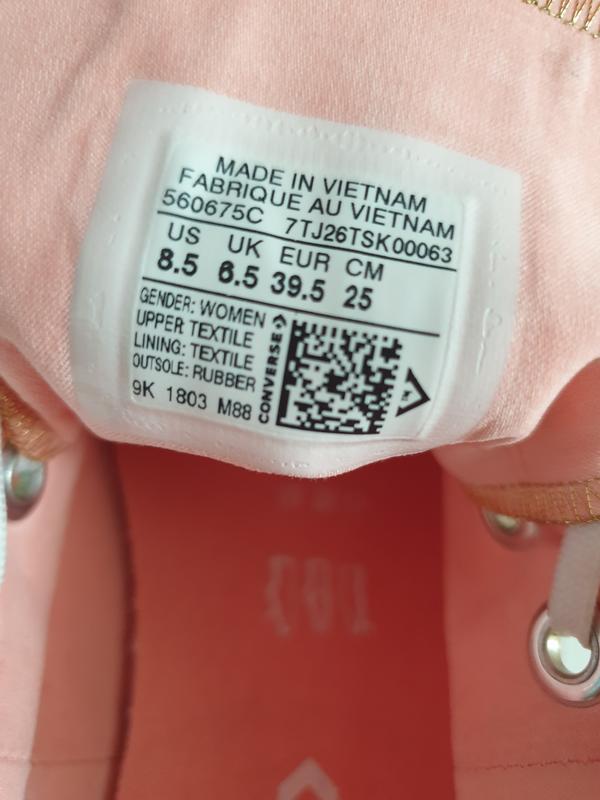 MADE IN VIETNAM
FABRIQUE AU VIETNAM
560675C 7TJ26TSK00063
US UK EUR CM
8.5 6.5 39.5 25
GENDER: WOMEN
UPPER TEXTILE
LINING: TEXTILE
OUTSOLE: RUBBER
9K 1803 M88
CONVERSE